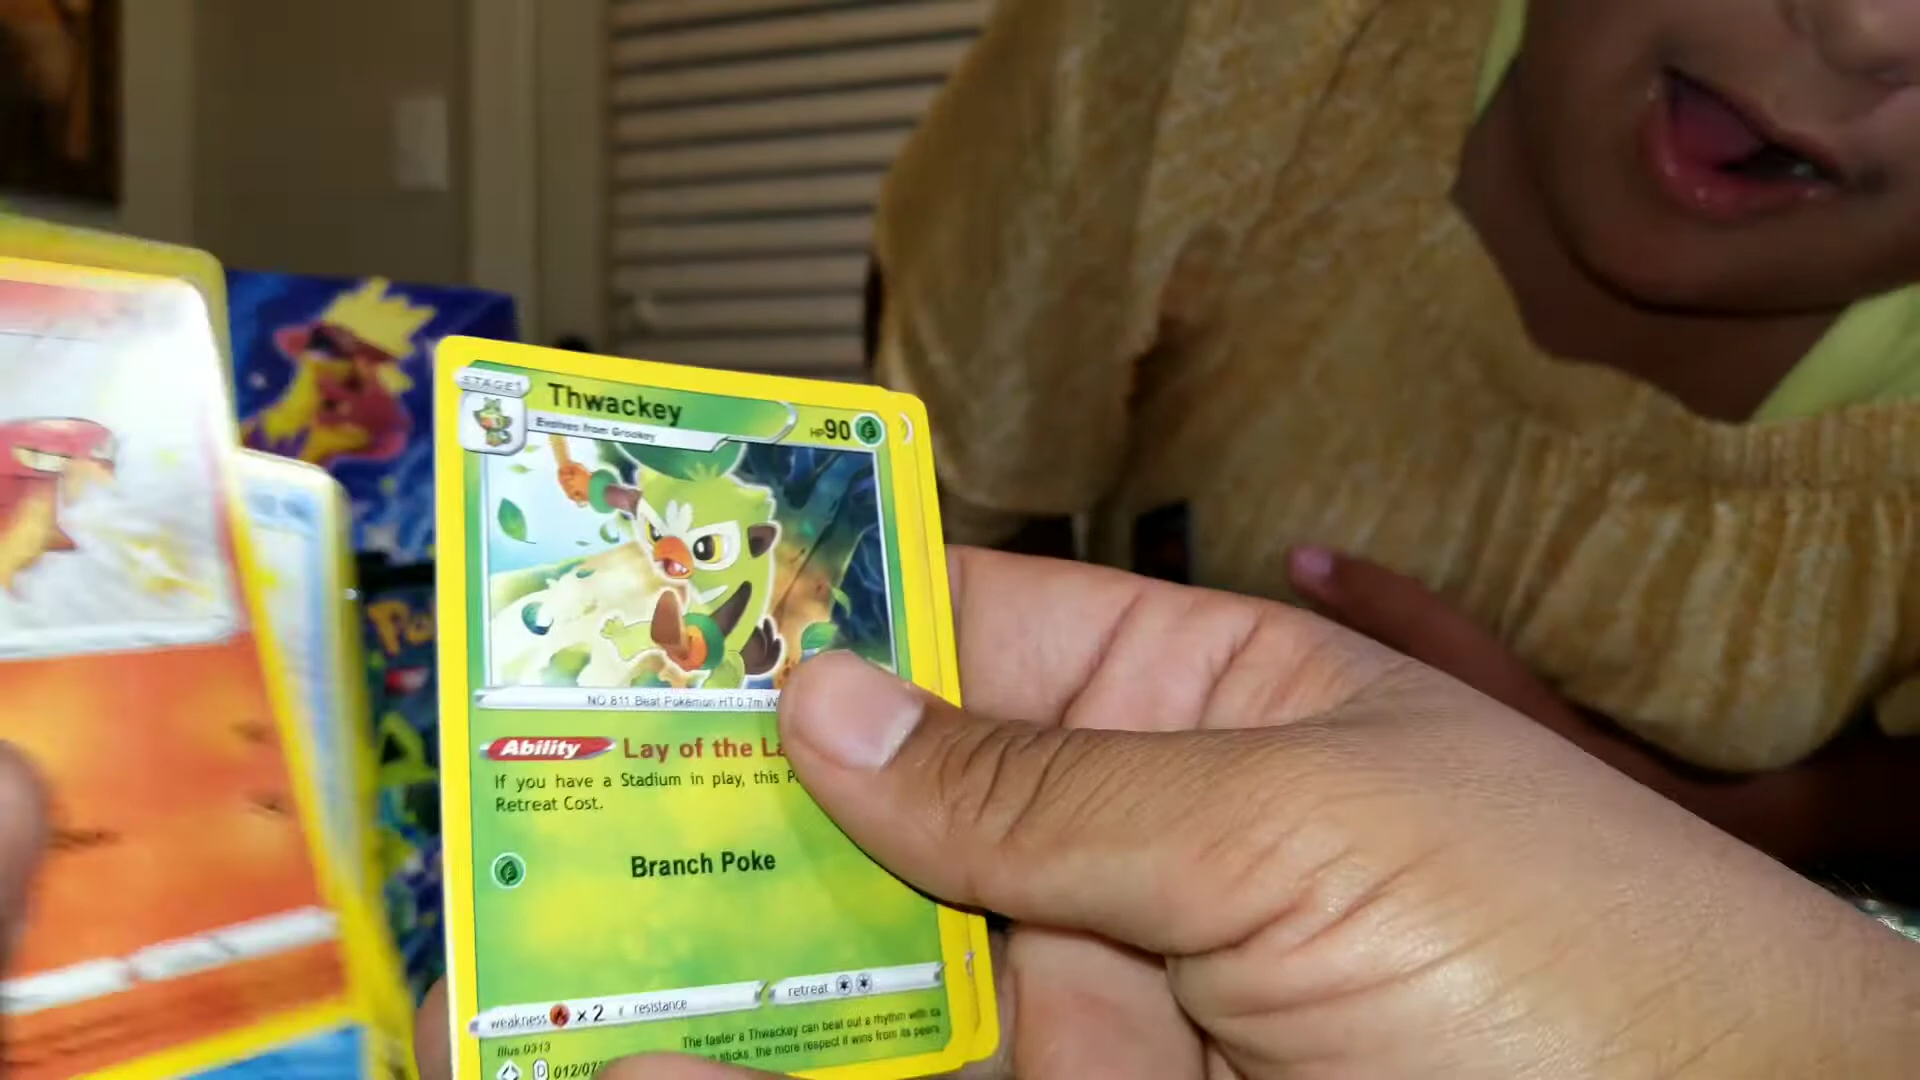 STAGE1
Thwackey
HP90
Evolves from Grookey
NO 811 Beat Pokémon HT 0.7m W
Ability Lay of the La
If you have a Stadium in play, this P
Retreat Cost.
Branch Poke
weakness x 2 resistance
retreat
Illus. 0313
The faster a Thwackey can beat out a rhythm with its
sticks, the more respect it wins from its peers.
D 012/07